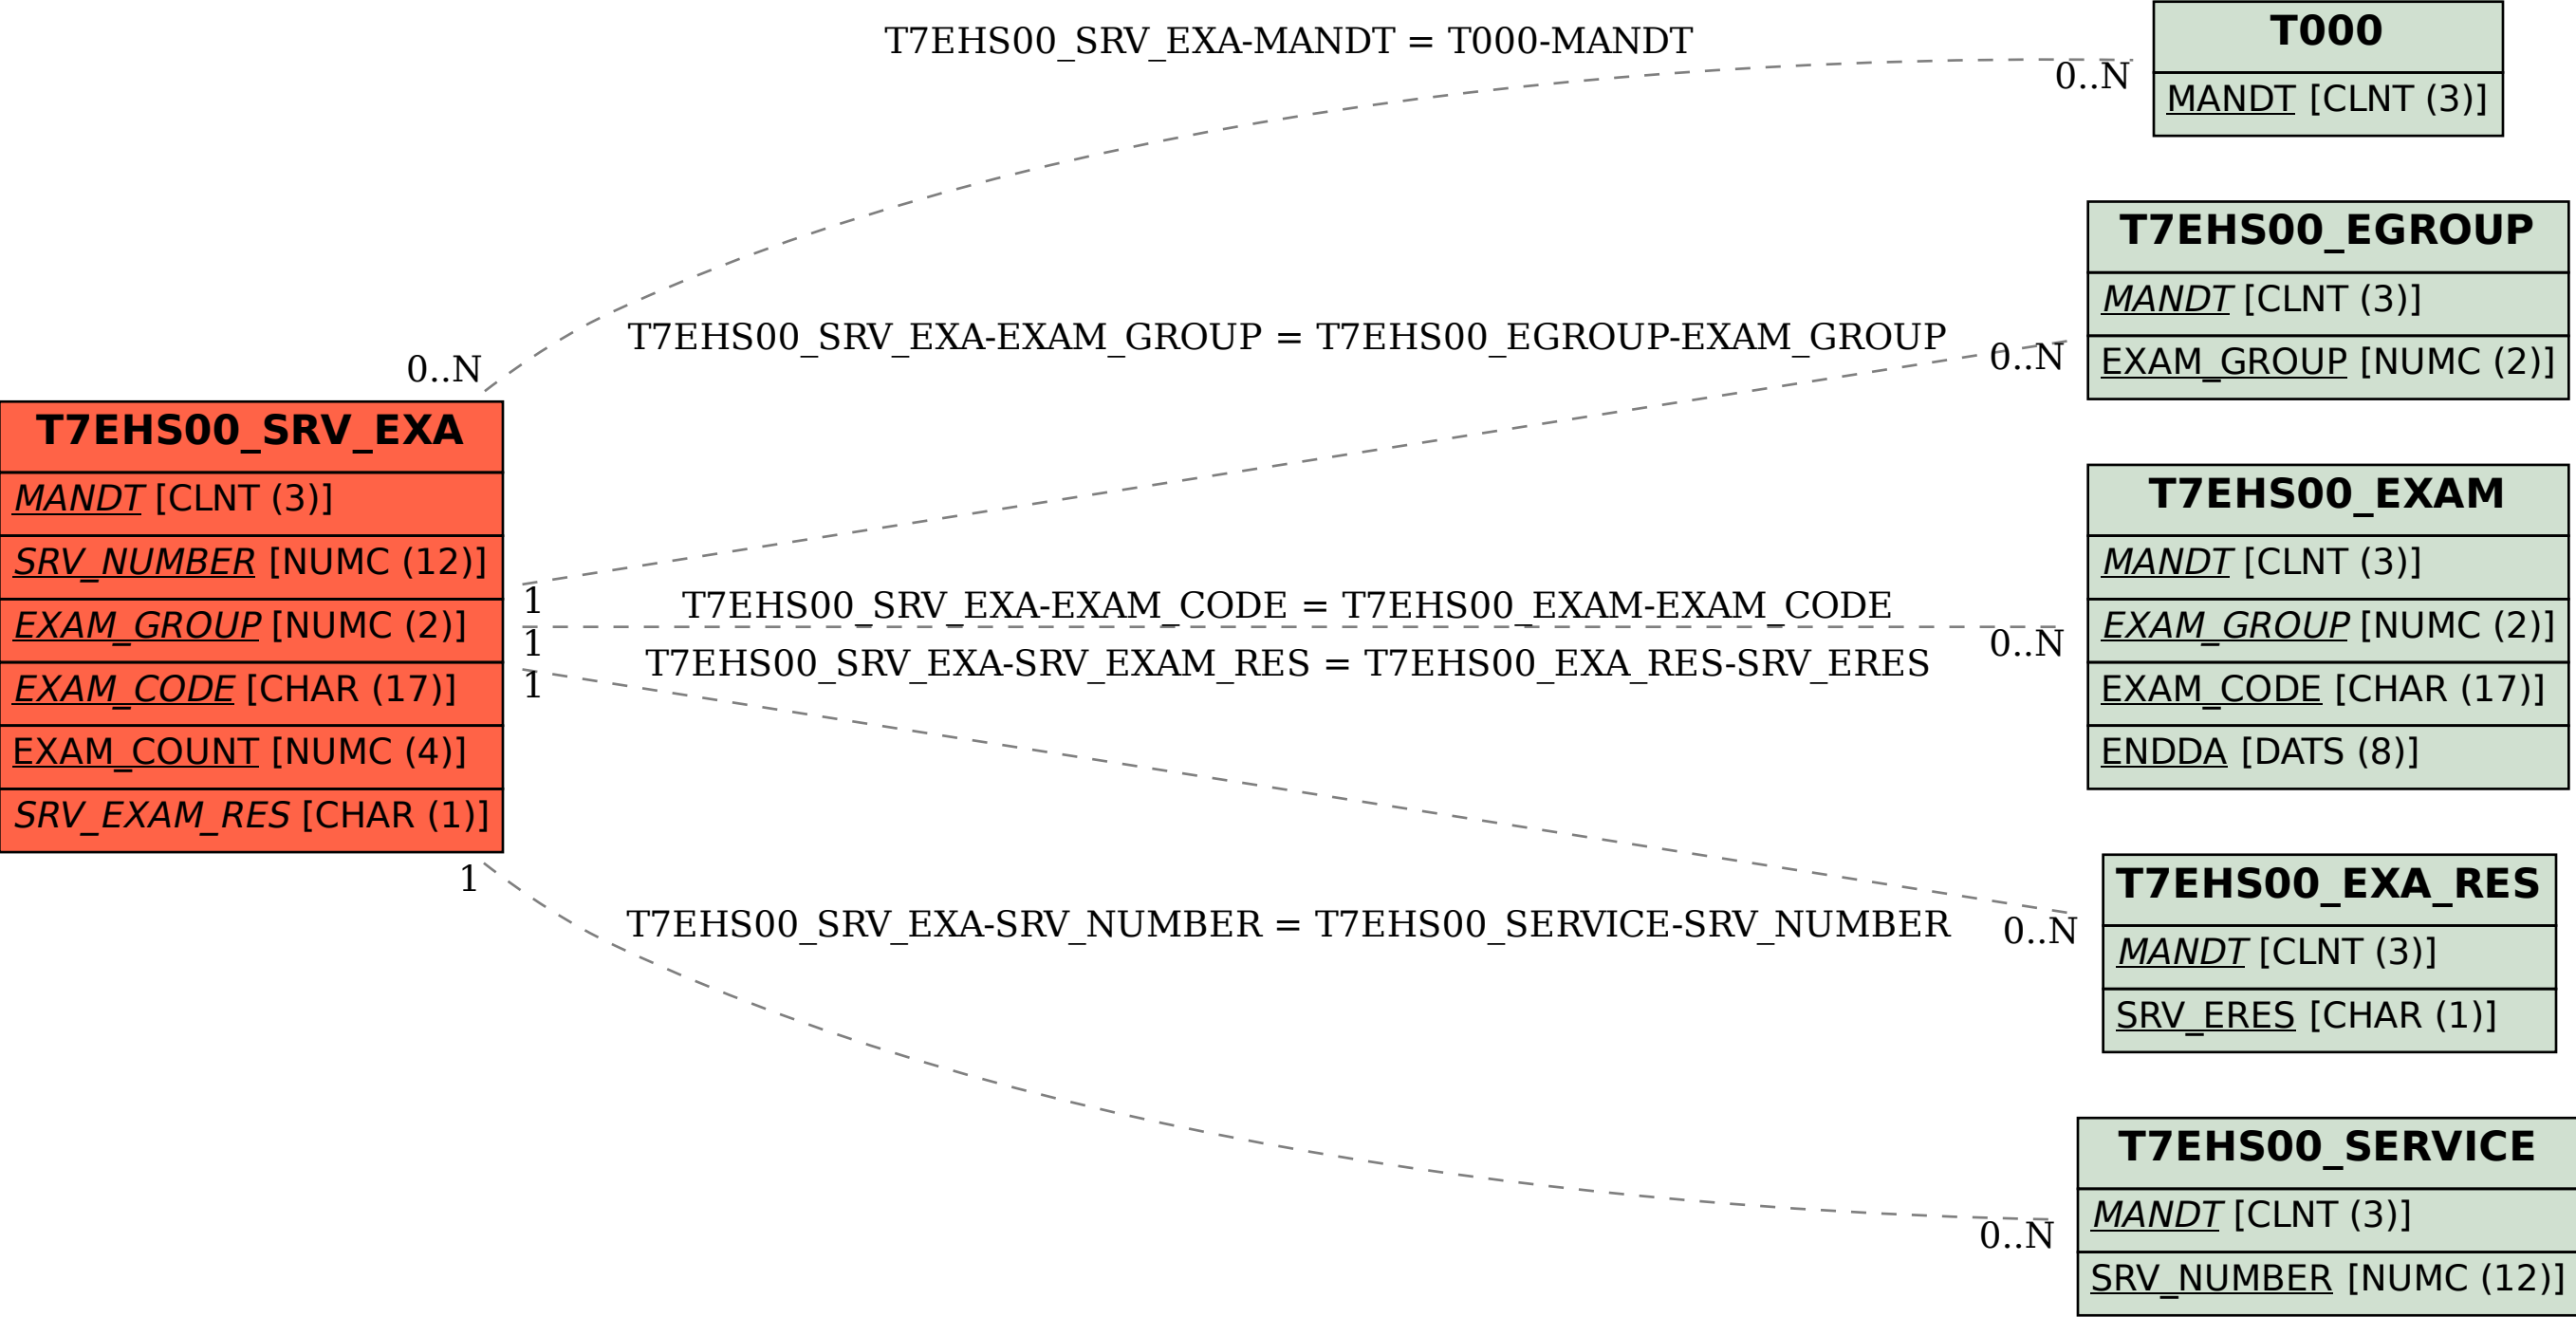 T7EHS00_SRV_EXA-MANDT = T000-MANDT
0..N
0..N
T000
MANDT [CLNT (3)]
T7EHS00_SRV_EXA-EXAM_GROUP = T7EHS00_EGROUP-EXAM_GROUP
1
0..N
T7EHS00_EGROUP
MANDT [CLNT (3)]
EXAM_GROUP [NUMC (2)]
T7EHS00_SRV_EXA
MANDT [CLNT (3)]
SRV_NUMBER [NUMC (12)]
EXAM_GROUP [NUMC (2)]
EXAM_CODE [CHAR (17)]
EXAM_COUNT [NUMC (4)]
SRV_EXAM_RES [CHAR (1)]
T7EHS00_SRV_EXA-EXAM_CODE = T7EHS00_EXAM-EXAM_CODE
1
0..N
T7EHS00_EXAM
MANDT [CLNT (3)]
EXAM_GROUP [NUMC (2)]
EXAM_CODE [CHAR (17)]
ENDDA [DATS (8)]
T7EHS00_SRV_EXA-SRV_EXAM_RES = T7EHS00_EXA_RES-SRV_ERES
1
0..N
T7EHS00_EXA_RES
MANDT [CLNT (3)]
SRV_ERES [CHAR (1)]
T7EHS00_SRV_EXA-SRV_NUMBER = T7EHS00_SERVICE-SRV_NUMBER
1
0..N
T7EHS00_SERVICE
MANDT [CLNT (3)]
SRV_NUMBER [NUMC (12)]